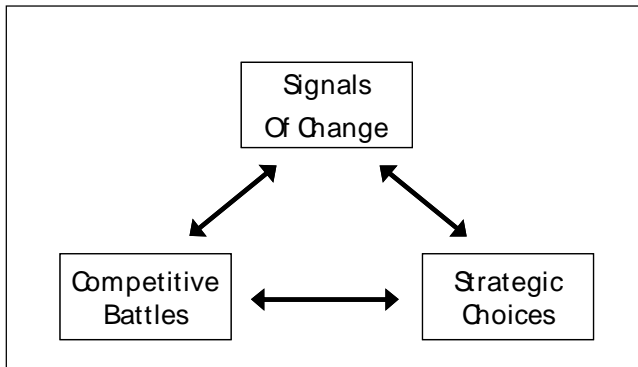 Signals
Of Change
Competitive
Battles
Strategic
Choices